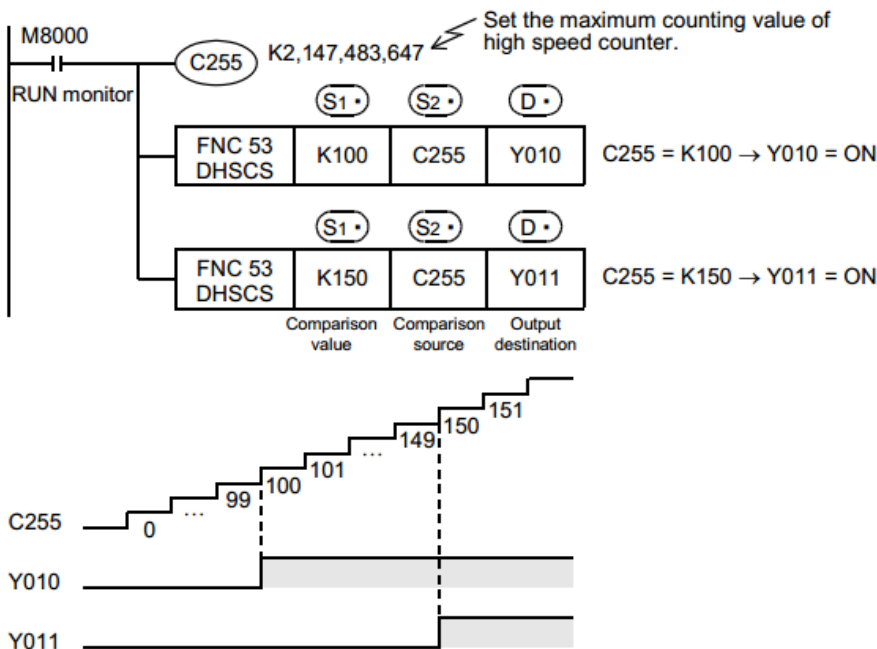 M8000
RUN monitor
C255
K2,147,483,647
Set the maximum counting value of
high speed counter.
S1 • S2 • D •
FNC 53
DHSCS
K100 C255 Y010
C255 = K100 → Y010 = ON
S1 • S2 • D •
FNC 53
DHSCS
K150 C255 Y011
C255 = K150 → Y011 = ON
Comparison
value
Comparison
source
Output
destination
C255 0 ... 99 100 101 ... 149 150 151
Y010
Y011